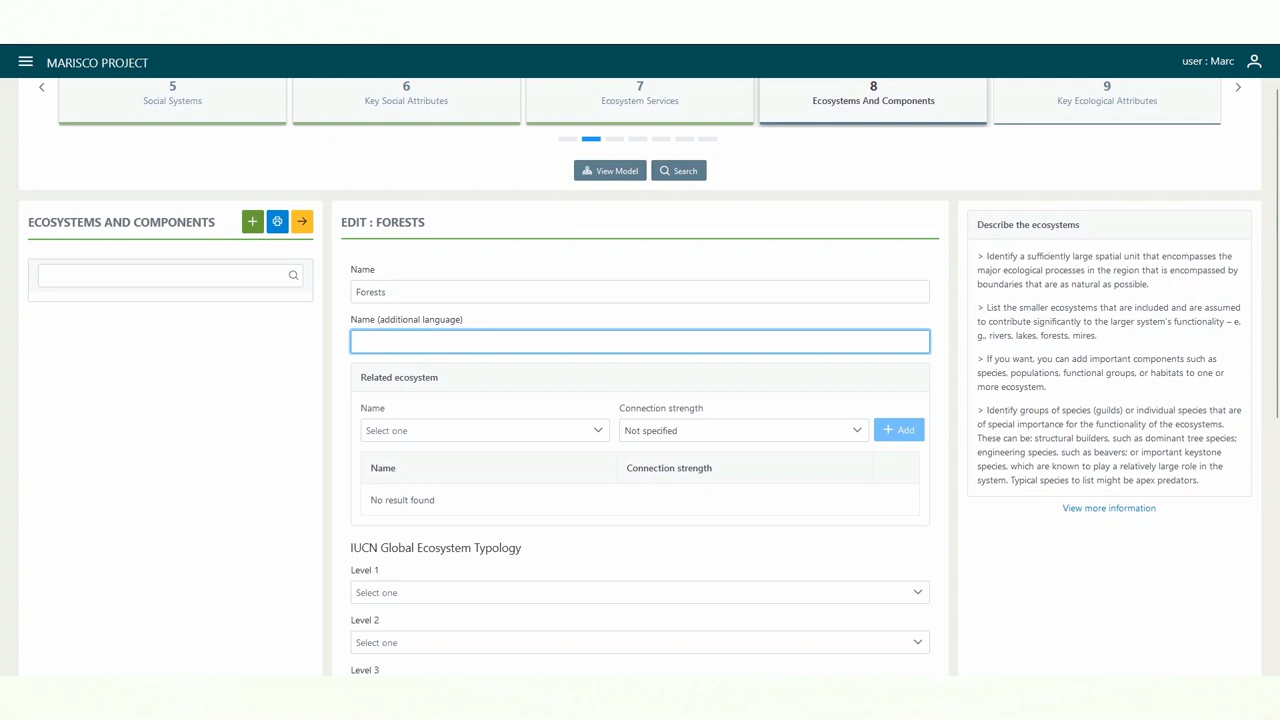 MARISCO PROJECT
user : Marc
5
Social Systems
6
Key Social Attributes
7
Ecosystem Services
8
Ecosystems And Components
9
Key Ecological Attributes
View Model
Search
ECOSYSTEMS AND COMPONENTS
EDIT : FORESTS
Name
Forests
Name (additional language)
Related ecosystem
Name
Connection strength
Select one
Not specified
Add
Name
Connection strength
No result found
IUCN Global Ecosystem Typology
Level 1
Select one
Level 2
Select one
Level 3
Describe the ecosystems
> Identify a sufficiently large spatial unit that encompasses the
major ecological processes in the region that is encompassed by
boundaries that are as natural as possible.
> List the smaller ecosystems that are included and are assumed
to contribute significantly to the larger system's functionality – e.
g., rivers, lakes, forests, mires.
> If you want, you can add important components such as
species, populations, functional groups, or habitats to one or
more ecosystem.
> Identify groups of species (guilds) or individual species that are
of special importance for the functionality of the ecosystems.
These can be: structural builders, such as dominant tree species;
engineering species, such as beavers; or important keystone
species, which are known to play a relatively large role in the
system. Typical species to list might be apex predators.
View more information